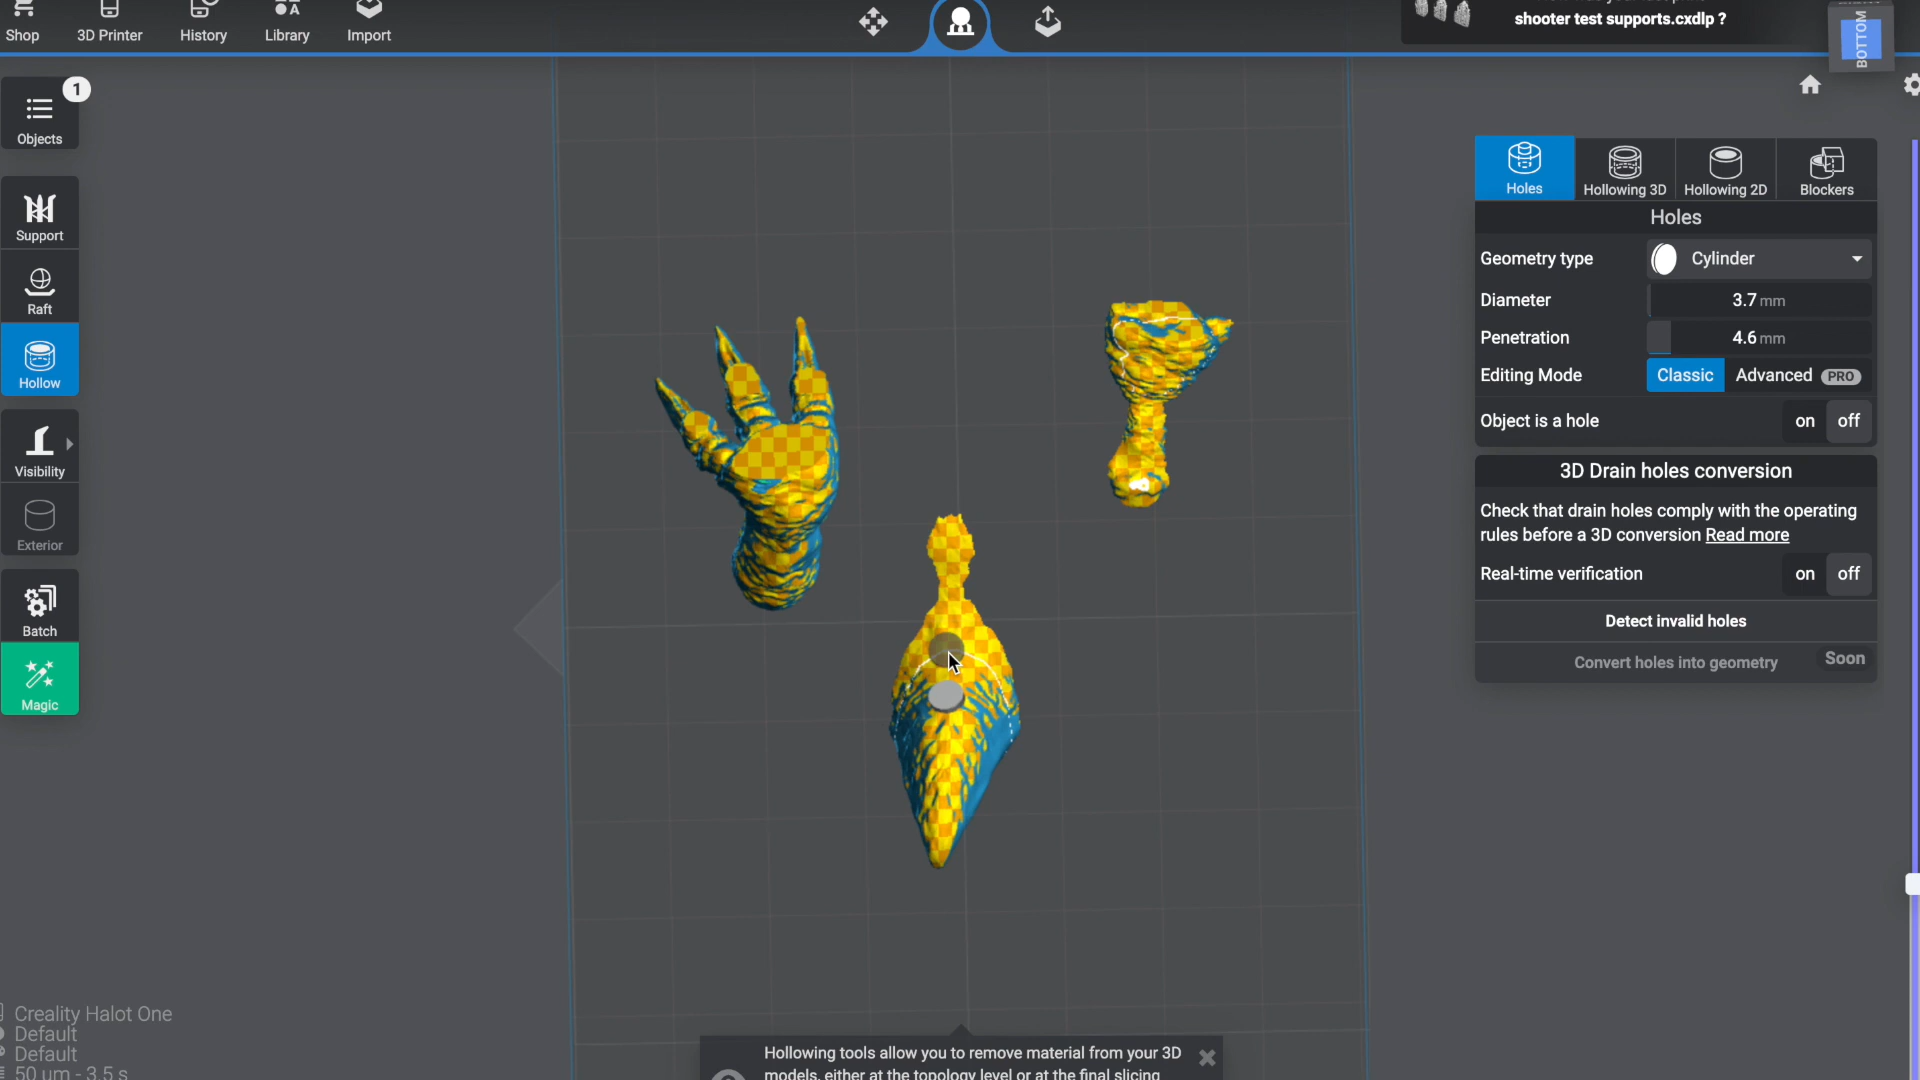 Shop
3D Printer
History
Library
Import
shooter test supports.cxdlp ?
BOTTOM
1
Objects
Support
Raft
Hollow
Visibility
Exterior
Batch
Magic
Holes
Hollowing 3D
Hollowing 2D
Blockers
Holes
Geometry type
Cylinder
Diameter
3.7 mm
Penetration
4.6 mm
Editing Mode
Classic
Advanced PRO
Object is a hole
on
off
3D Drain holes conversion
Check that drain holes comply with the operating
rules before a 3D conversion Read more
Real-time verification
on
off
Detect invalid holes
Convert holes into geometry
Soon
Creality Halot One
Default
Default
50 um - 3.5 s
Hollowing tools allow you to remove material from your 3D
models, either at the topology level or at the final slicing